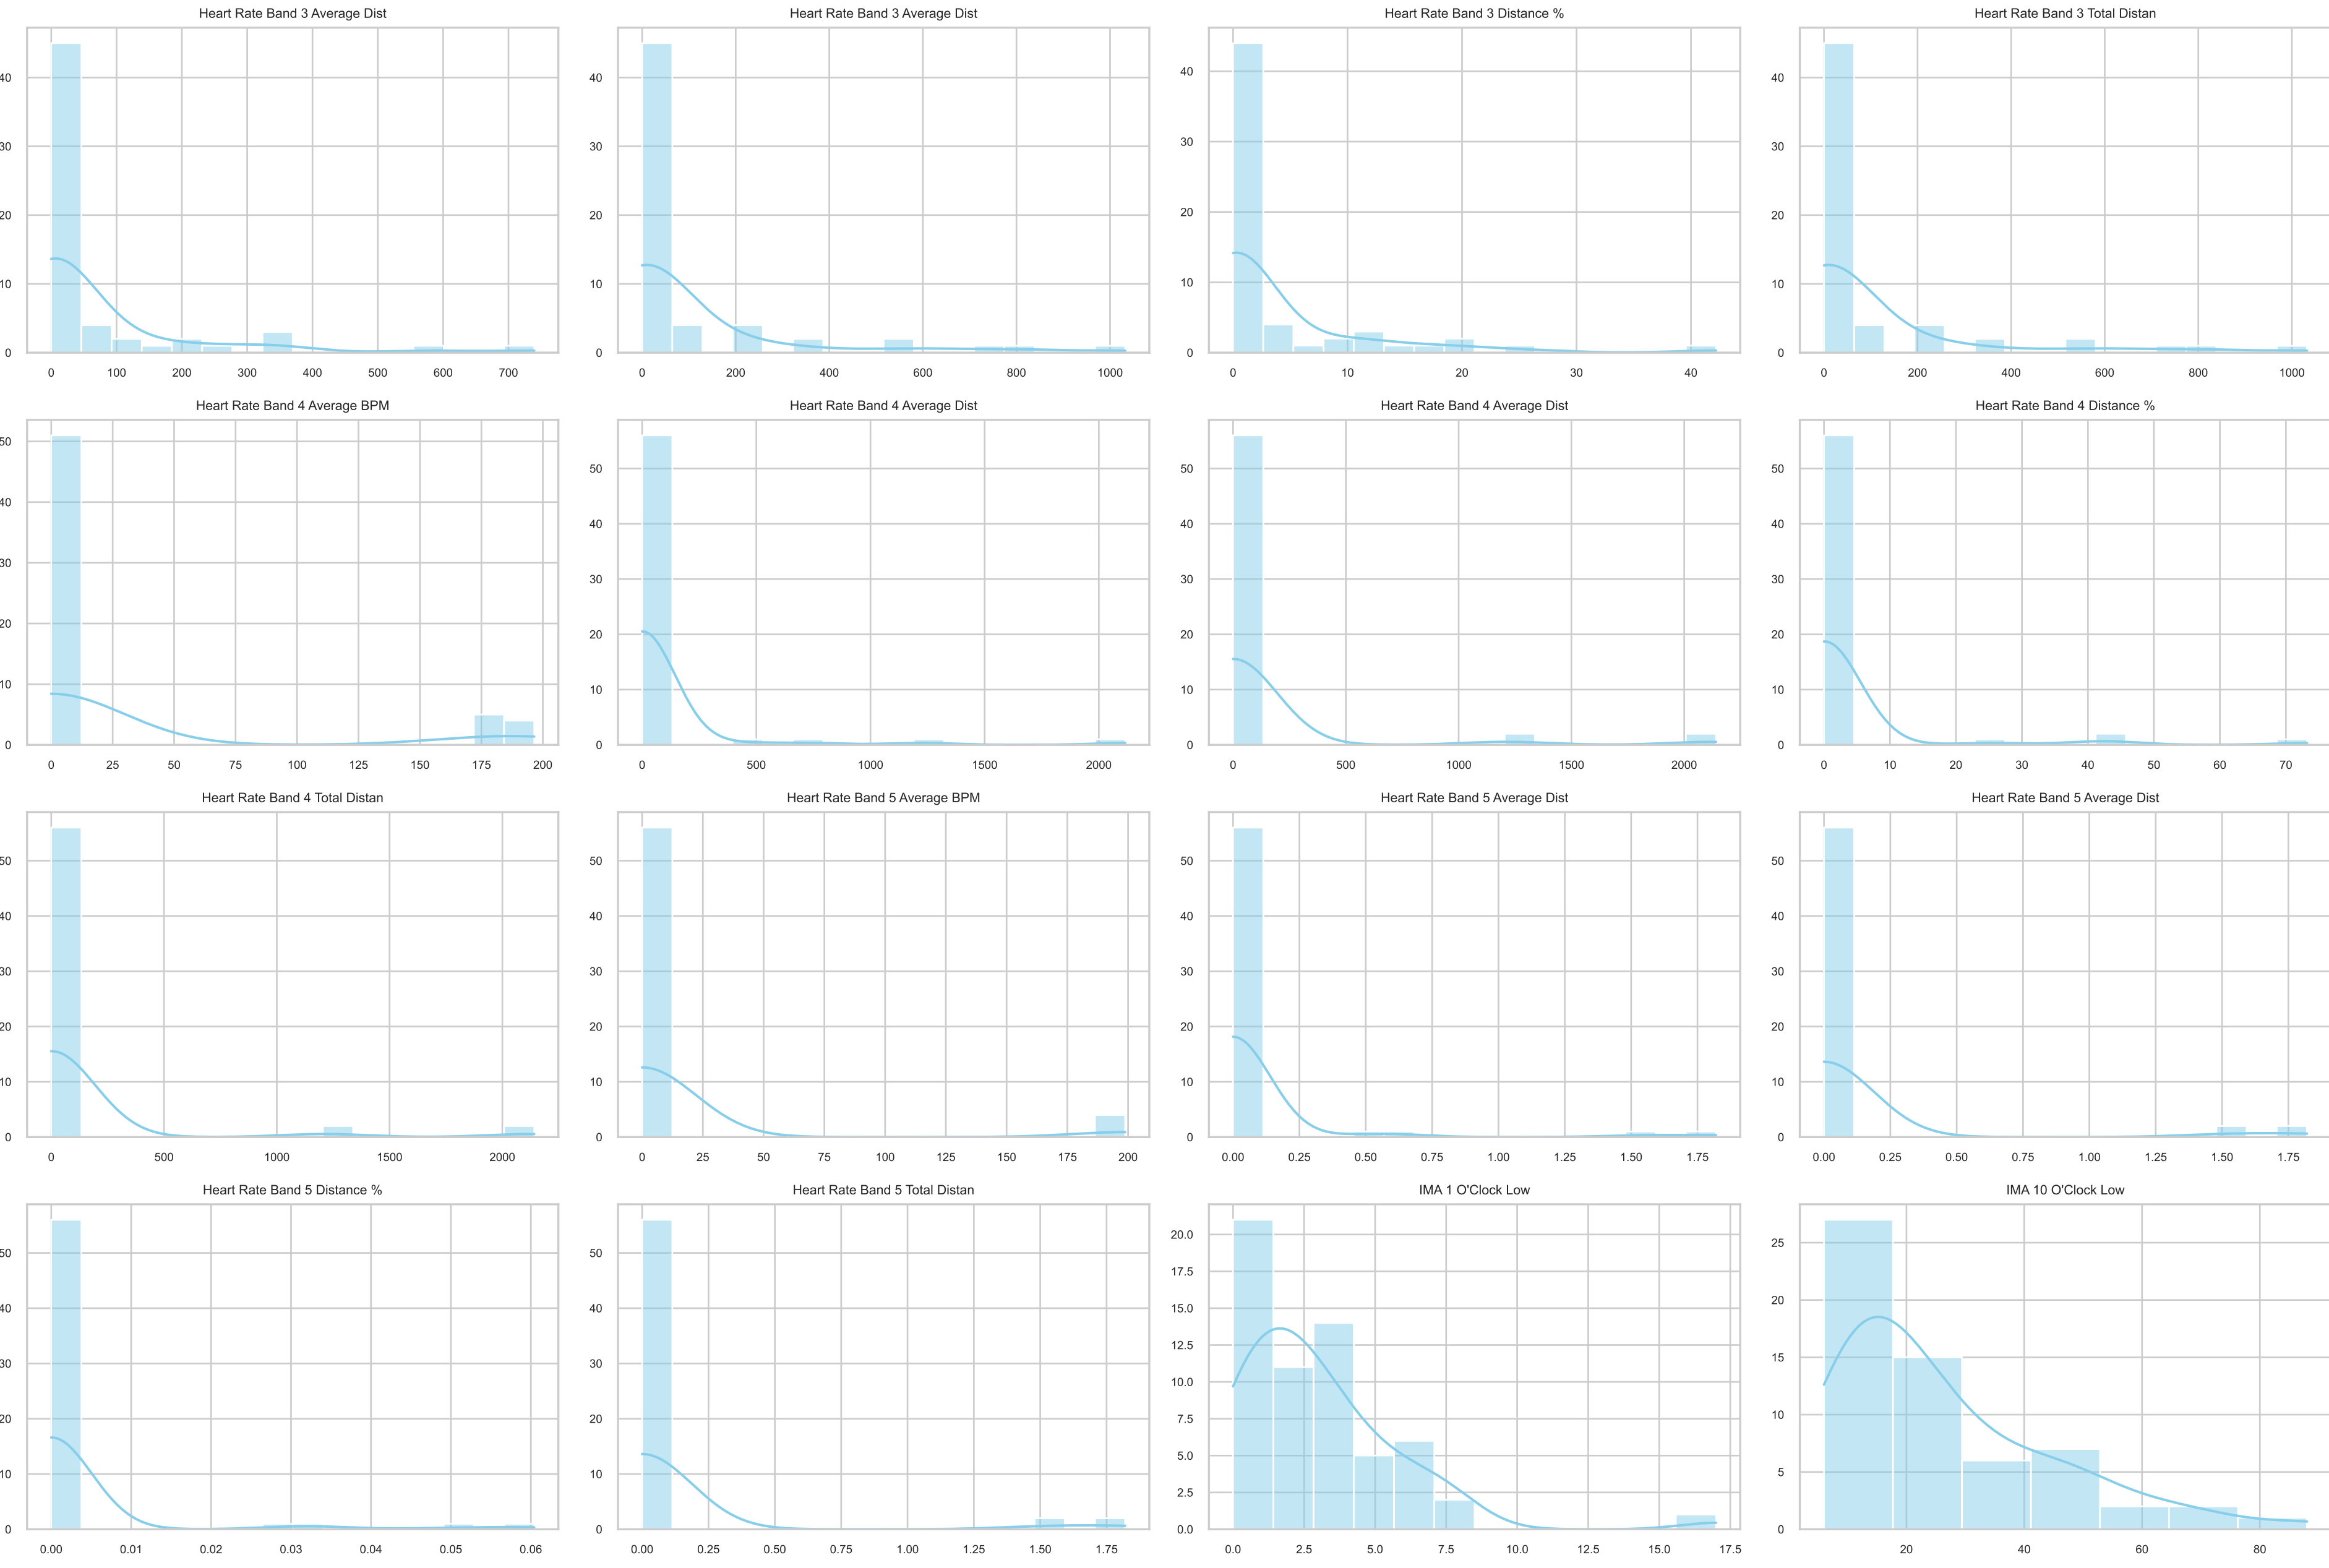 Heart Rate Band 3 Average Dist
40
30
20
10
0
0 100 200 300 400 500 600 700
Heart Rate Band 3 Average Dist
40
30
20
10
0
0 200 400 600 800 1000
Heart Rate Band 3 Distance %
40
30
20
10
0
0 10 20 30 40
Heart Rate Band 3 Total Distan
40
30
20
10
0
0 200 400 600 800 1000
Heart Rate Band 4 Average BPM
50
40
30
20
10
0
0 25 50 75 100 125 150 175 200
Heart Rate Band 4 Average Dist
50
40
30
20
10
0
0 500 1000 1500 2000
Heart Rate Band 4 Average Dist
50
40
30
20
10
0
0 500 1000 1500 2000
Heart Rate Band 4 Distance %
50
40
30
20
10
0
0 10 20 30 40 50 60 70
Heart Rate Band 4 Total Distan
50
40
30
20
10
0
0 500 1000 1500 2000
Heart Rate Band 5 Average BPM
50
40
30
20
10
0
0 25 50 75 100 125 150 175 200
Heart Rate Band 5 Average Dist
50
40
30
20
10
0
0.00 0.25 0.50 0.75 1.00 1.25 1.50 1.75
Heart Rate Band 5 Average Dist
50
40
30
20
10
0
0.00 0.25 0.50 0.75 1.00 1.25 1.50 1.75
Heart Rate Band 5 Distance %
50
40
30
20
10
0
0.00 0.01 0.02 0.03 0.04 0.05 0.06
Heart Rate Band 5 Total Distan
50
40
30
20
10
0
0.00 0.25 0.50 0.75 1.00 1.25 1.50 1.75
IMA 1 O'Clock Low
20.0
17.5
15.0
12.5
10.0
7.5
5.0
2.5
0.0
0.0 2.5 5.0 7.5 10.0 12.5 15.0 17.5
IMA 10 O'Clock Low
25
20
15
10
5
0
20 40 60 80